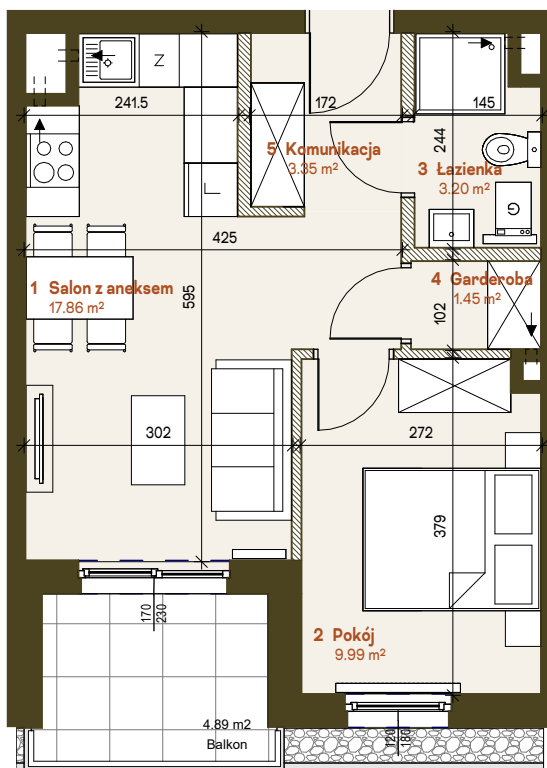 Z
241.5
172
145
244
5 Komunikacja
3.35 m²
3 Łazienka
3.20 m²
G
L
425
1 Salon z aneksem
17.86 m²
595
4 Garderoba
1.45 m²
102
302
272
379
170
230
2 Pokój
9.99 m²
4.89 m2
Balkon
120
180